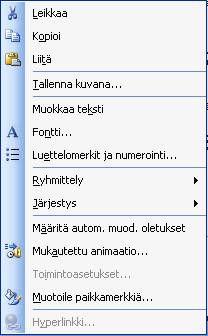 Leikkaa
Kopioi
Liitä
Tallenna kuvana...
Muokkaa teksti
Fontti...
Luettelomerkit ja numerointi...
Ryhmittely
Järjestys
Määritä autom. muod. oletukset
Mukautettu animaatio...
Toimintoasetukset...
Muotoile paikkamerkkiä...
Hyperlinkki...